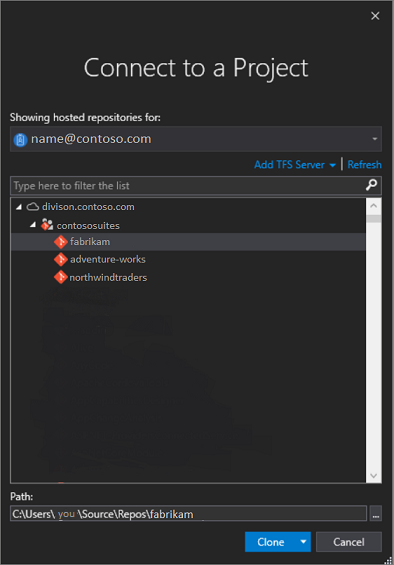 Connect to a Project
Showing hosted repositories for:
name@contoso.com
Add TFS Server Refresh
Type here to filter the list
divison.contoso.com
contososuites
fabrikam
adventure-works
northwindtraders
Path:
C:\Users\ you \Source\Repos\fabrikam ...
Clone Cancel